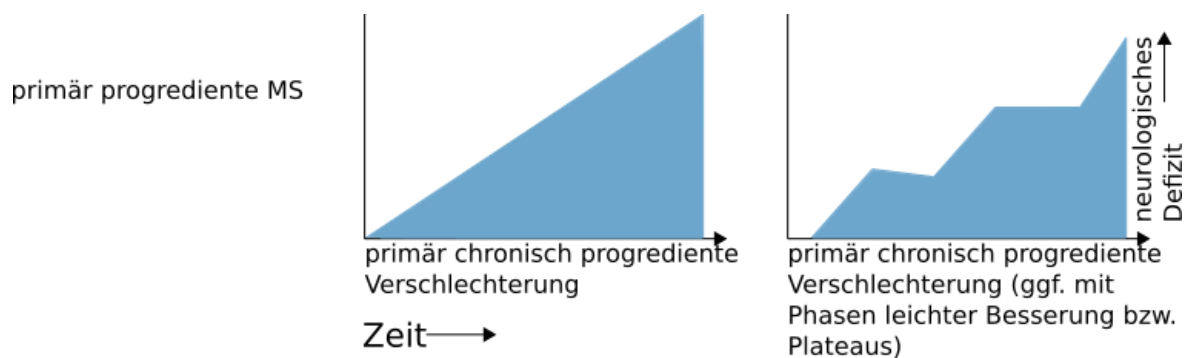 primär progrediente MS
primär chronisch progrediente
Verschlechterung
Zeit
primär chronisch progrediente
Verschlechterung (ggf. mit
Phasen leichter Besserung bzw.
Plateaus)
neurologisches
Defizit